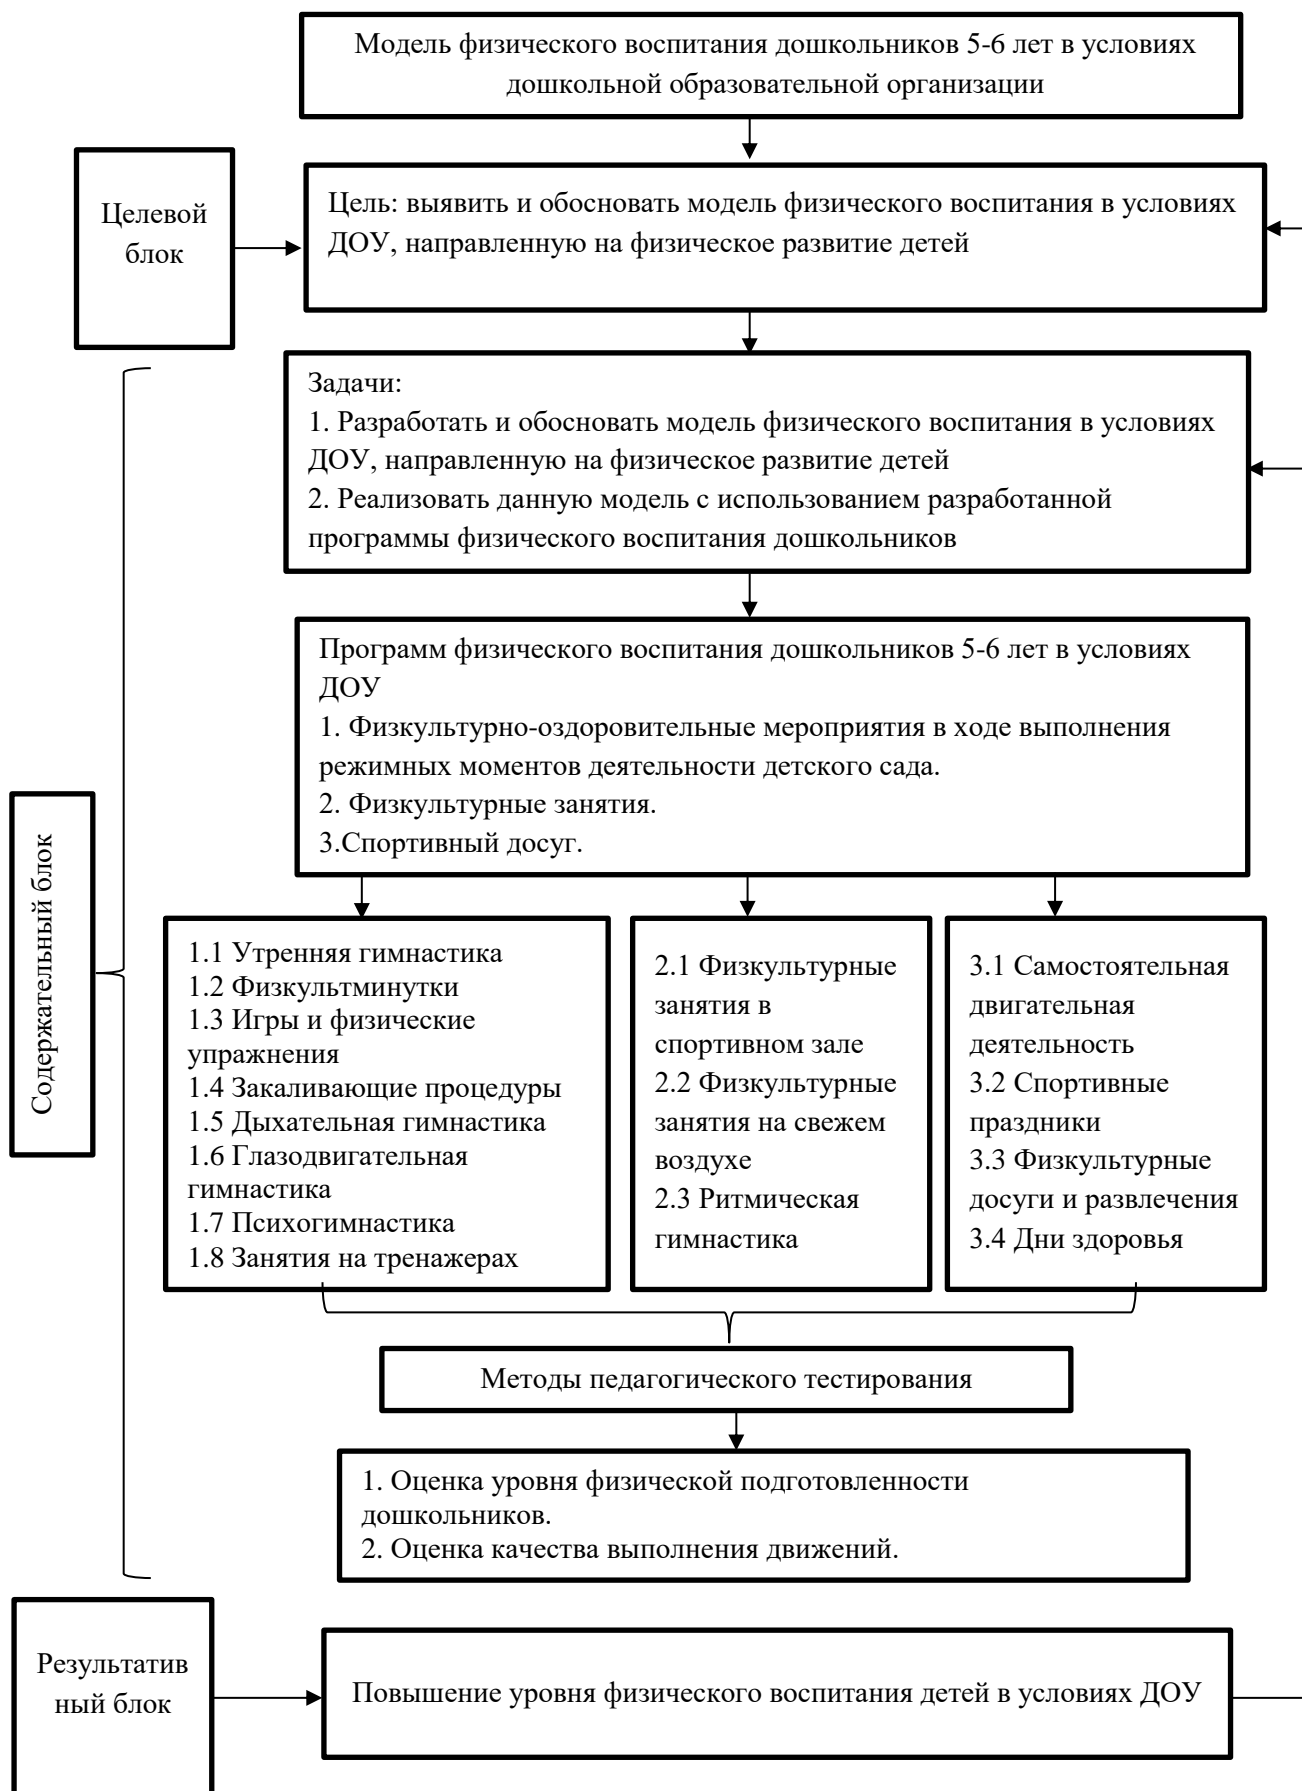 Модель физического воспитания дошкольников 5-6 лет в условиях
дошкольной образовательной организации
Целевой
блок
Цель: выявить и обосновать модель физического воспитания в условиях
ДОУ, направленную на физическое развитие детей
Задачи:
1. Разработать и обосновать модель физического воспитания в условиях
ДОУ, направленную на физическое развитие детей
2. Реализовать данную модель с использованием разработанной
программы физического воспитания дошкольников
Программ физического воспитания дошкольников 5-6 лет в условиях
ДОУ
1. Физкультурно-оздоровительные мероприятия в ходе выполнения
режимных моментов деятельности детского сада.
2. Физкультурные занятия.
3.Спортивный досуг.
Содержательный блок
1.1 Утренняя гимнастика
1.2 Физкультминутки
1.3 Игры и физические
упражнения
1.4 Закаливающие процедуры
1.5 Дыхательная гимнастика
1.6 Глазодвигательная
гимнастика
1.7 Психогимнастика
1.8 Занятия на тренажерах
2.1 Физкультурные
занятия в
спортивном зале
2.2 Физкультурные
занятия на свежем
воздухе
2.3 Ритмическая
гимнастика
3.1 Самостоятельная
двигательная
деятельность
3.2 Спортивные
праздники
3.3 Физкультурные
досуги и развлечения
3.4 Дни здоровья
Методы педагогического тестирования
1. Оценка уровня физической подготовленности
дошкольников.
2. Оценка качества выполнения движений.
Результатив
ный блок
Повышение уровня физического воспитания детей в условиях ДОУ